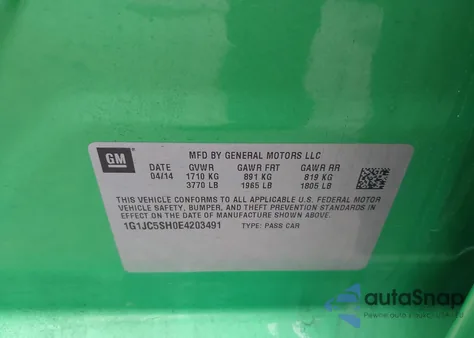 GM
MFD BY GENERAL MOTORS LLC
DATE GVWR GAWR FRT GAWR RR
04/14 1710 KG 891 KG 819 KG
3770 LB 1965 LB 1805 LB
THIS VEHICLE CONFORMS TO ALL APPLICABLE U.S. FEDERAL MOTOR
VEHICLE SAFETY, BUMPER, AND THEFT PREVENTION STANDARDS IN
EFFECT ON THE DATE OF MANUFACTURE SHOWN ABOVE.
1G1JC5SH0E4203491 TYPE: PASS CAR
autoSnap